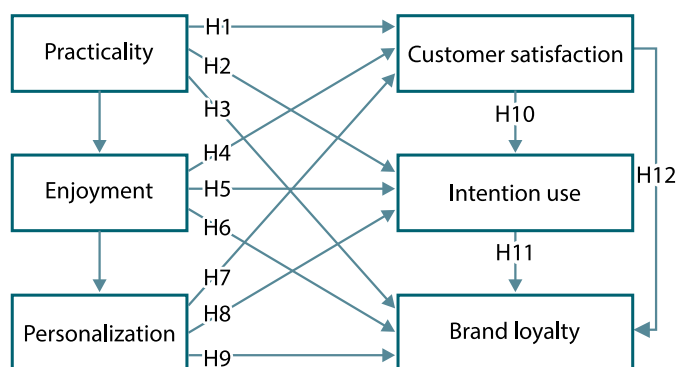 Practicality
H1
Customer satisfaction
H2
H3
H10
H4
Enjoyment
H5
Intention use
H12
H6
H11
H7
H8
Personalization
Brand loyalty
H9